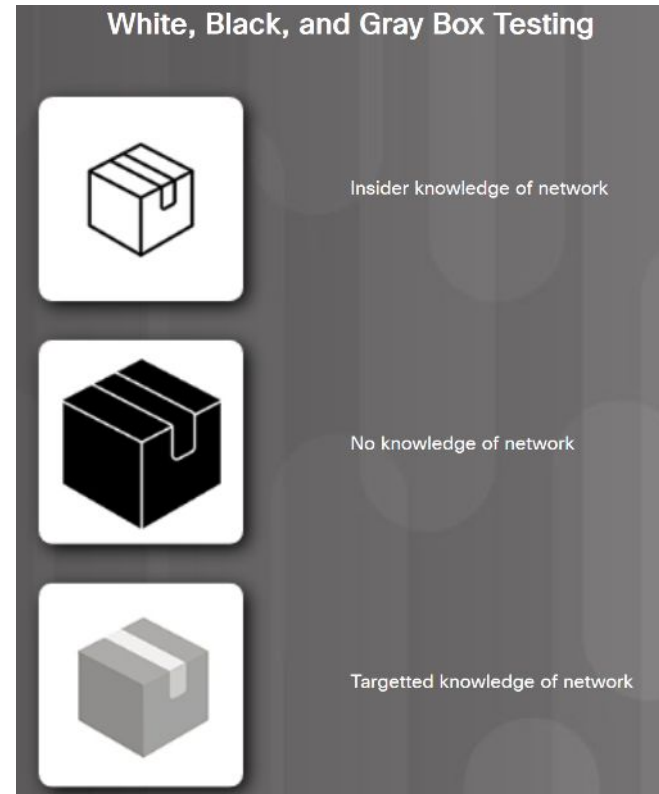 White, Black, and Gray Box Testing
Insider knowledge of network
No knowledge of network
Targetted knowledge of network